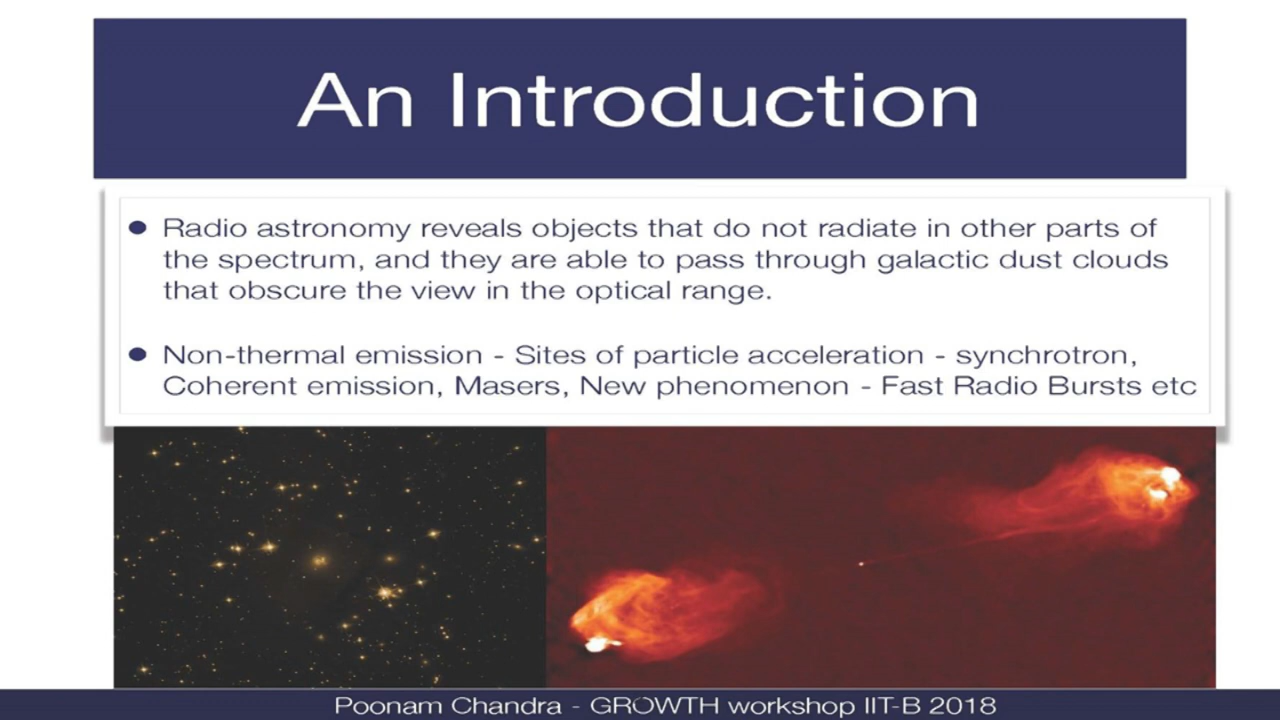 An Introduction
● Radio astronomy reveals objects that do not radiate in other parts of
the spectrum, and they are able to pass through galactic dust clouds
that obscure the view in the optical range.
● Non-thermal emission - Sites of particle acceleration - synchrotron,
Coherent emission, Masers, New phenomenon - Fast Radio Bursts etc
Poonam Chandra - GROWTH workshop IIT-B 2018